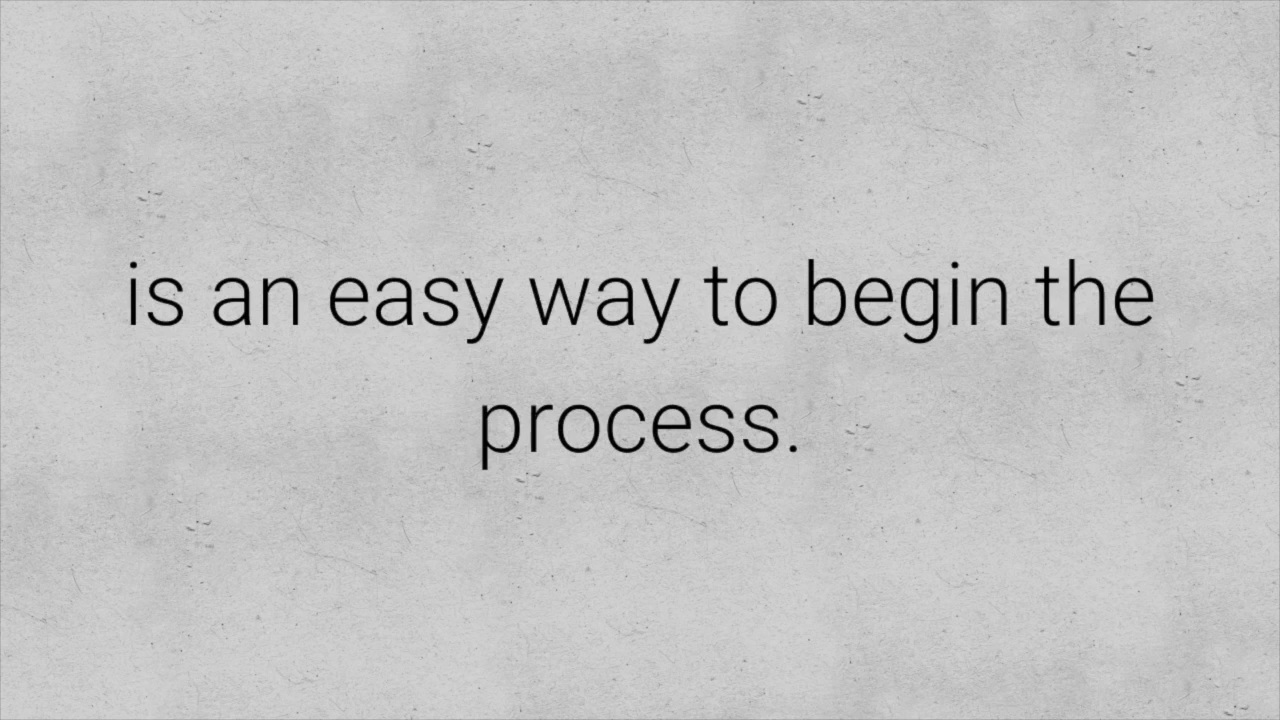 is an easy way to begin the
process.